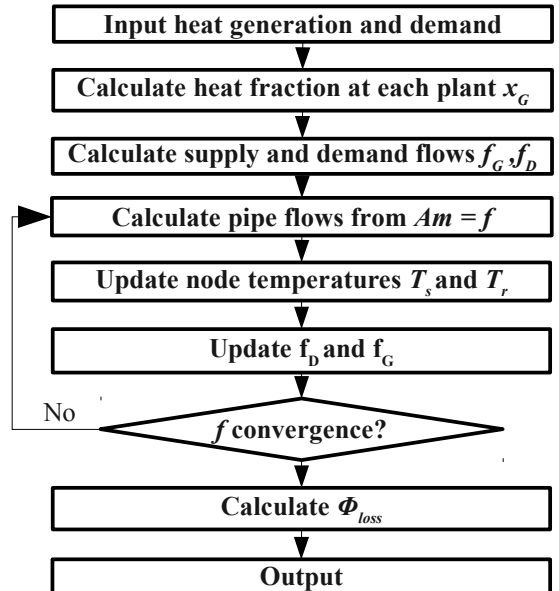 Input heat generation and demand
Calculate heat fraction at each plant x_G
Calculate supply and demand flows f_G ,f_D
Calculate pipe flows from Am = f
Update node temperatures T_s and T_r
Update f_D and f_G
No
f convergence?
Calculate Φ_loss
Output